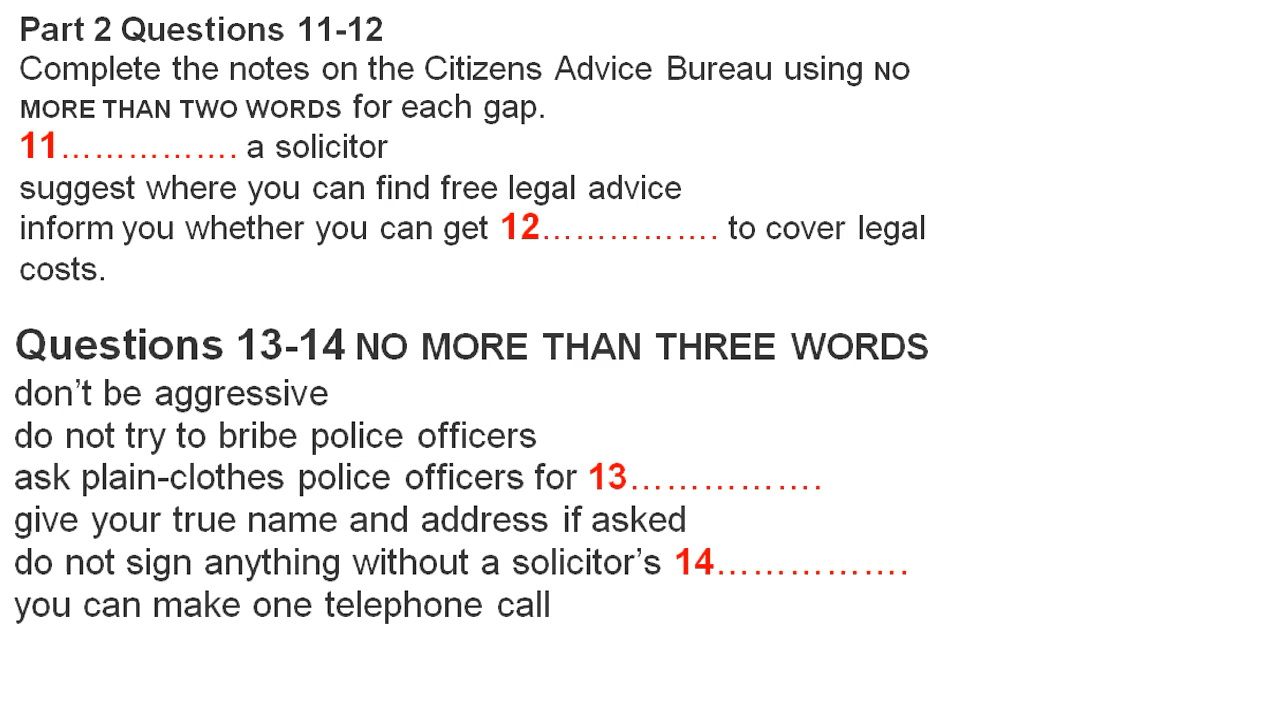 Part 2 Questions 11-12
Complete the notes on the Citizens Advice Bureau using NO
MORE THAN TWO WORDS for each gap.
11……………. a solicitor
suggest where you can find free legal advice
inform you whether you can get 12……………. to cover legal
costs.
Questions 13-14 NO MORE THAN THREE WORDS
don’t be aggressive
do not try to bribe police officers
ask plain-clothes police officers for 13…………….
give your true name and address if asked
do not sign anything without a solicitor’s 14…………….
you can make one telephone call